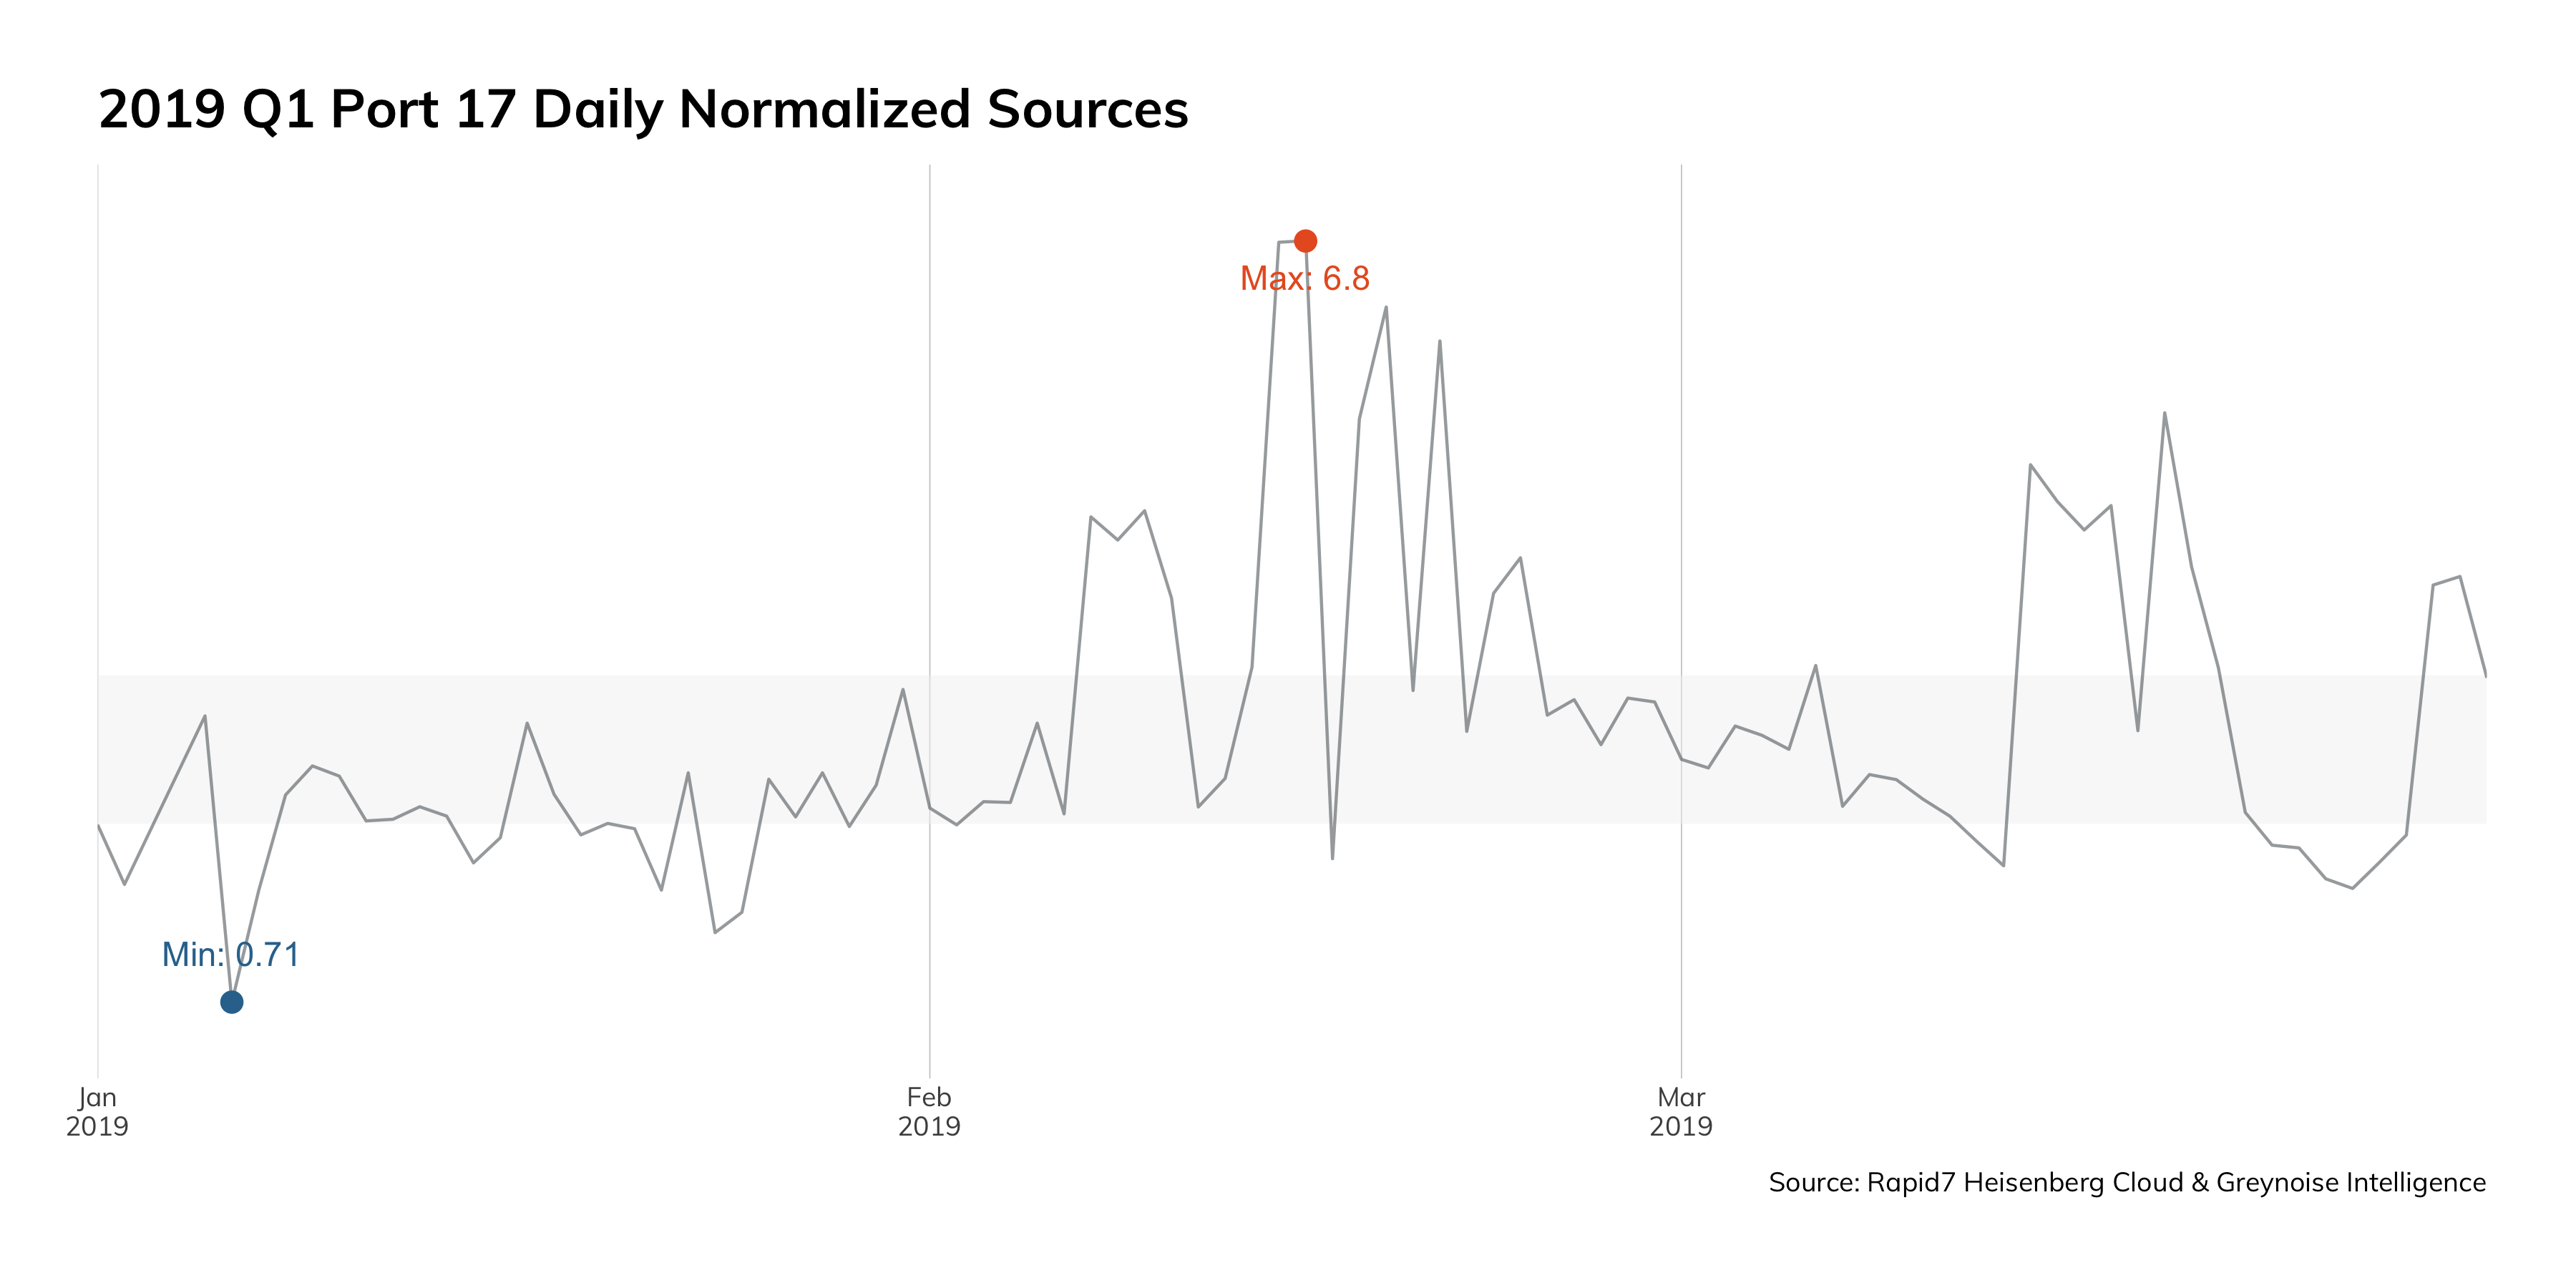 2019 Q1 Port 17 Daily Normalized Sources
Max: 6.8
Min: 0.71
Jan
2019
Feb
2019
Mar
2019
Source: Rapid7 Heisenberg Cloud & Greynoise Intelligence